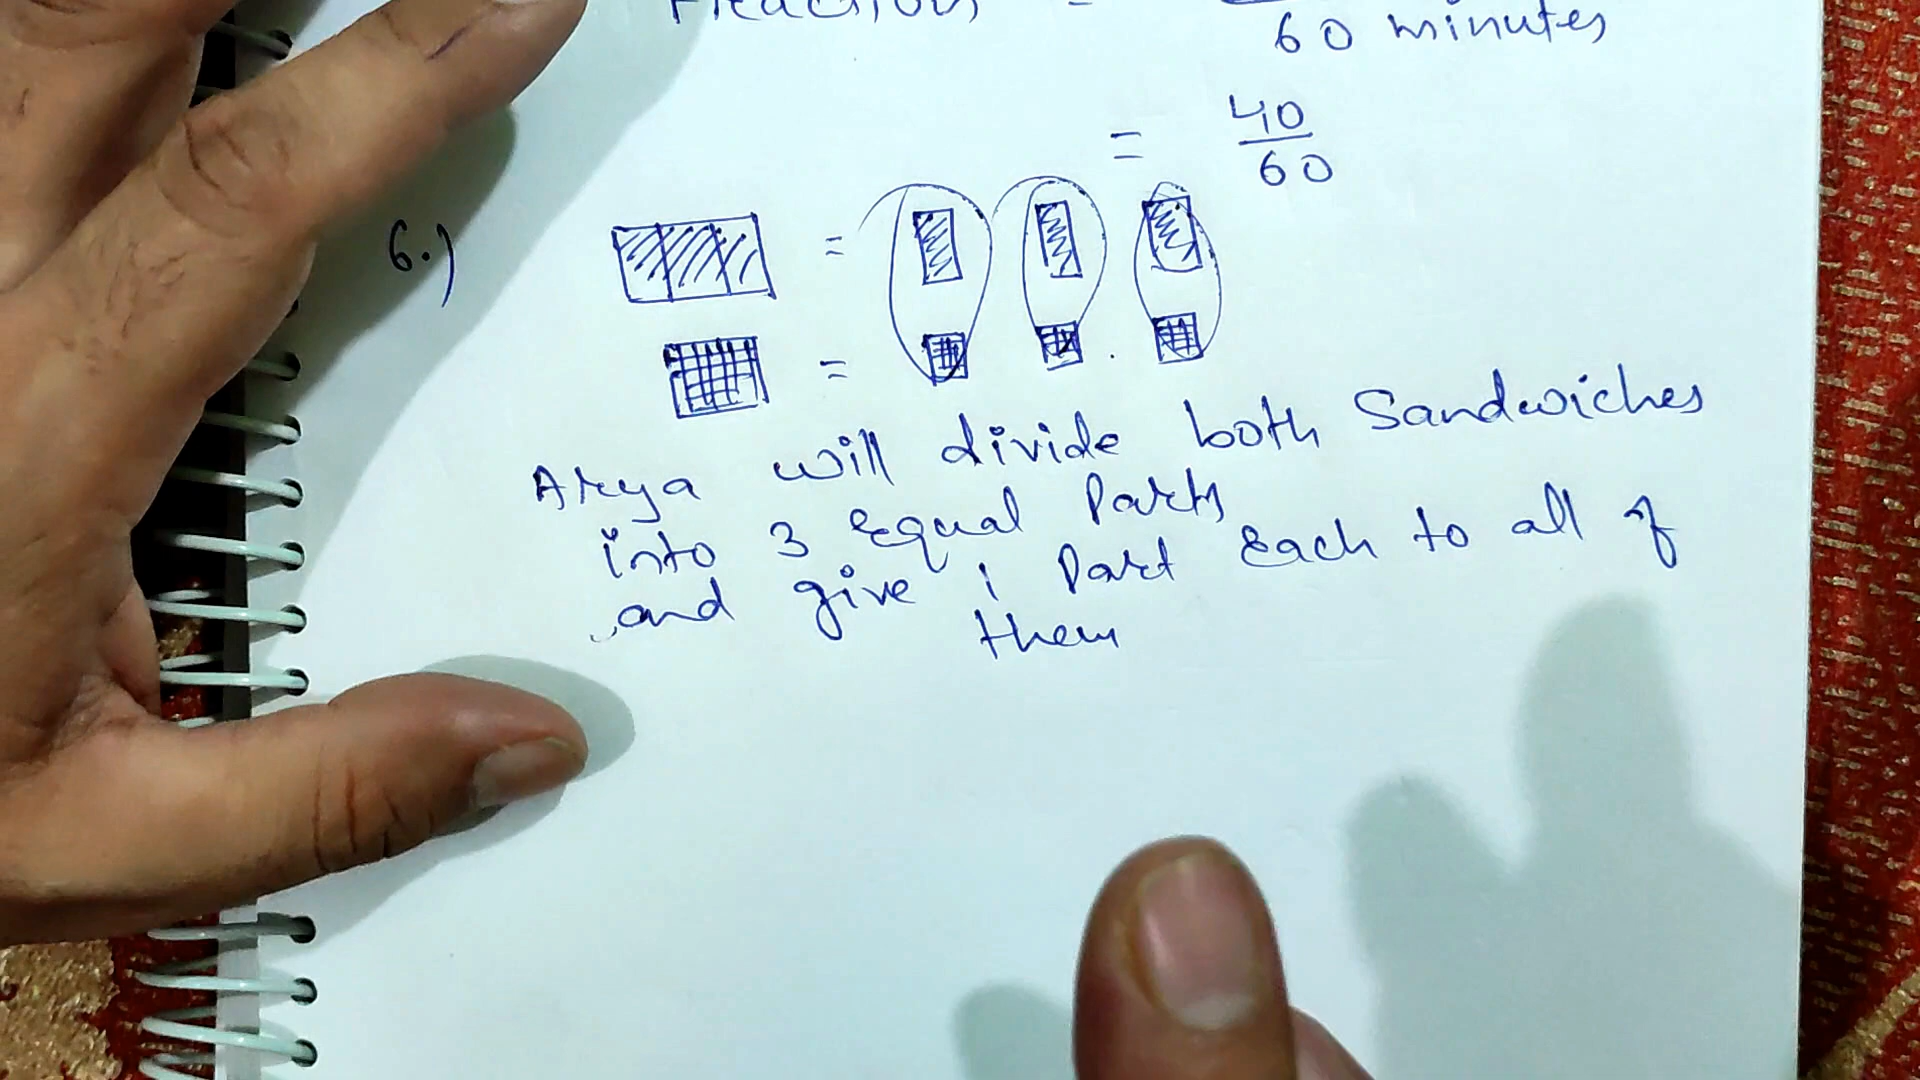 Fraction =
60 minutes
= 40/60
6.)
=
=
Arya will divide both Sandwiches
into 3 Equal Parts
and give 1 Part Each to all of
them